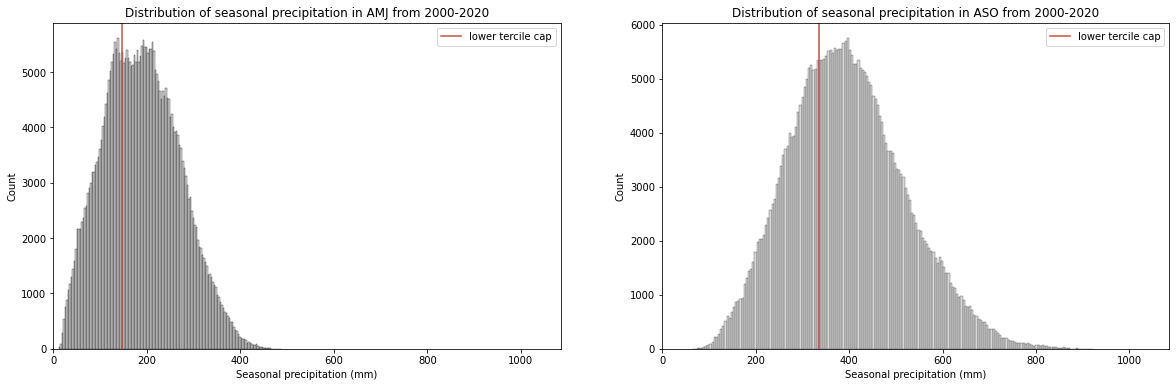 Distribution of seasonal precipitation in AMJ from 2000-2020
lower tercile cap
5000
4000
3000
2000
1000
0
Count
0 200 400 600 800 1000
Seasonal precipitation (mm)
Distribution of seasonal precipitation in ASO from 2000-2020
lower tercile cap
6000
5000
4000
3000
2000
1000
0
Count
0 200 400 600 800 1000
Seasonal precipitation (mm)